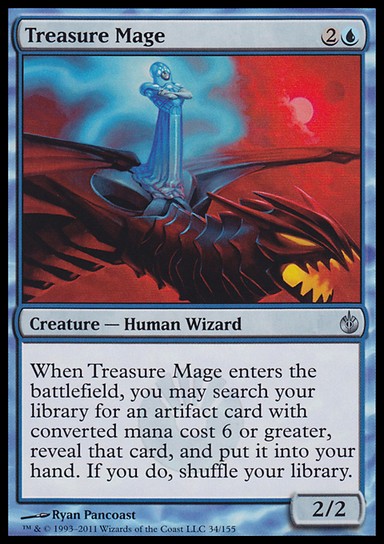 Treasure Mage 2
Creature — Human Wizard
When Treasure Mage enters the
battlefield, you may search your
library for an artifact card with
converted mana cost 6 or greater,
reveal that card, and put it into your
hand. If you do, shuffle your library.
Ryan Pancoast
2/2
™ & © 1993–2011 Wizards of the Coast LLC 34/155